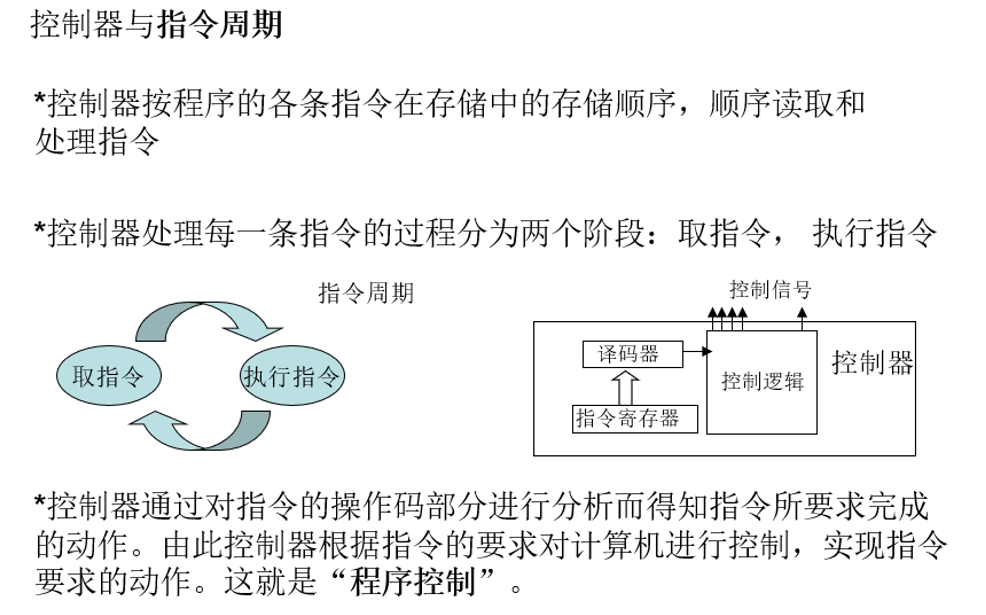 控制器与指令周期
*控制器按程序的各条指令在存储中的存储顺序，顺序读取和
处理指令
*控制器处理每一条指令的过程分为两个阶段：取指令， 执行指令
指令周期
取指令
执行指令
控制信号
译码器
控制逻辑
控制器
指令寄存器
*控制器通过对指令的操作码部分进行分析而得知指令所要求完成
的动作。由此控制器根据指令的要求对计算机进行控制，实现指令
要求的动作。这就是“程序控制”。